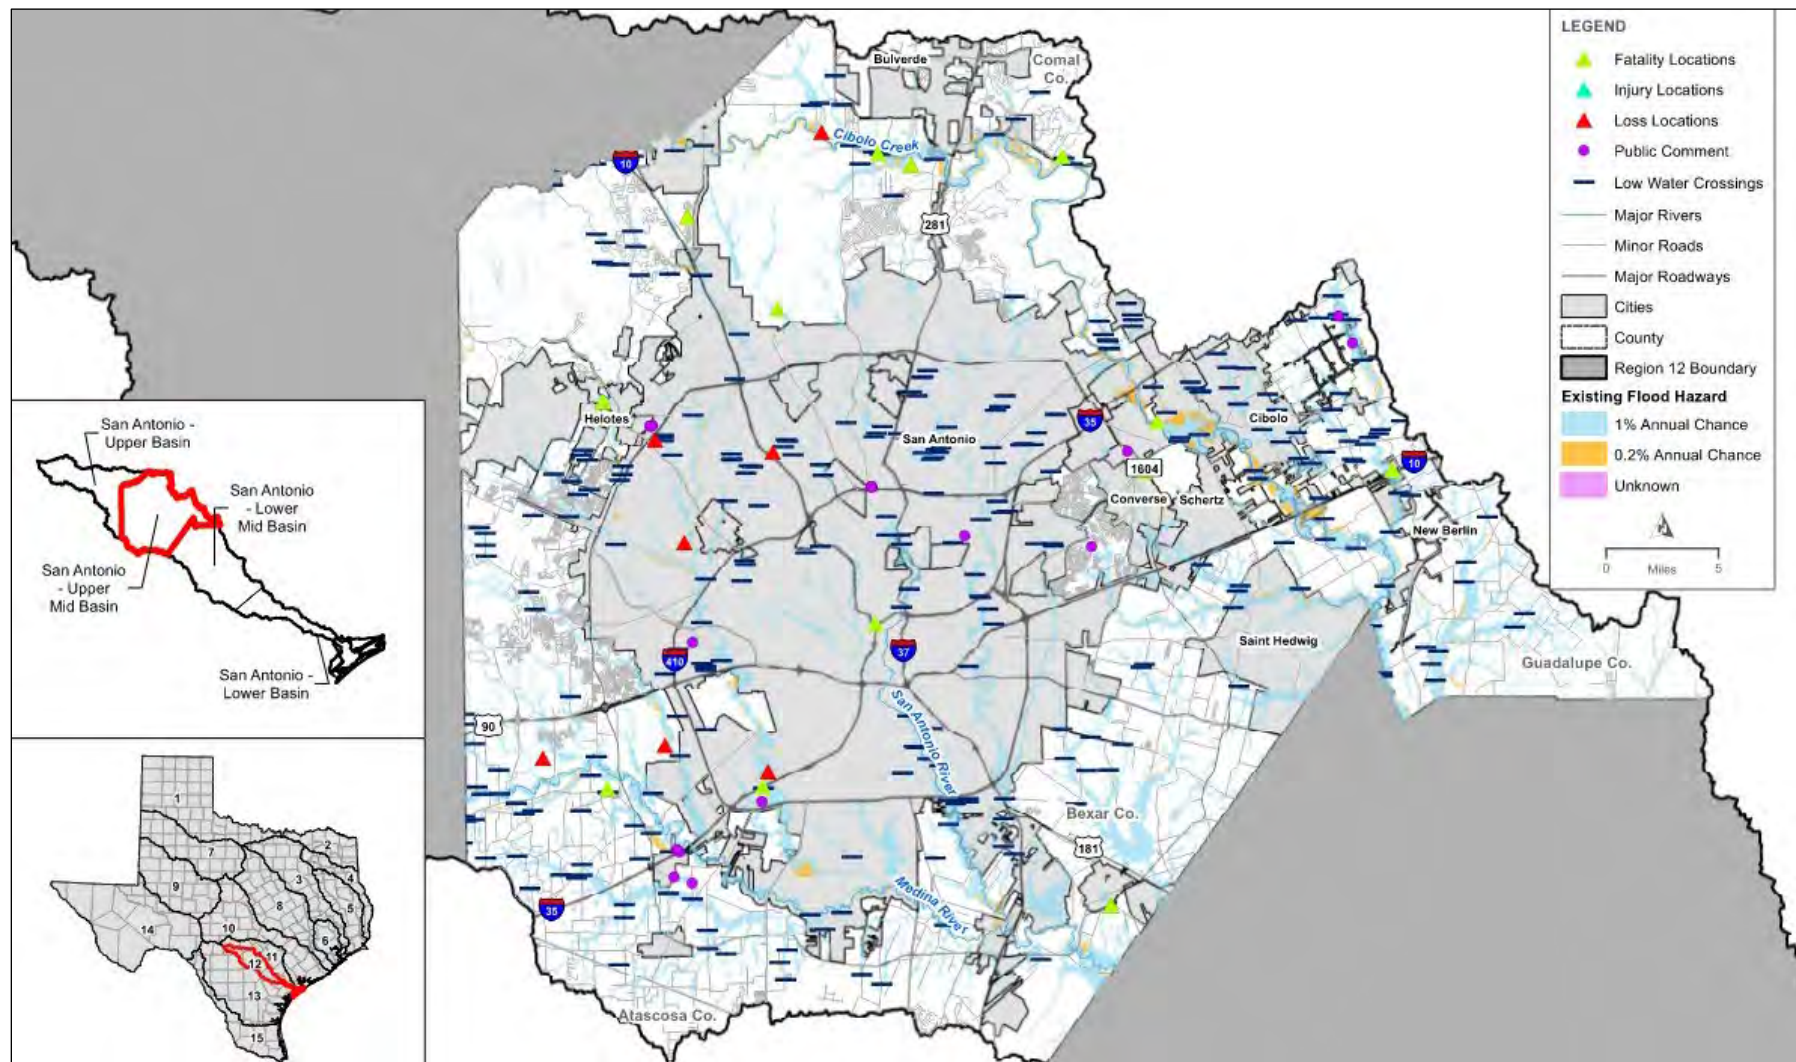 Bulverde
Comal
Co.
Cibolo Creek
10
281
Helotes
San Antonio
35
Cibolo
1604
Converse
Schertz
10
New Berlin
410
37
Saint Hedwig
Guadalupe Co.
90
San Antonio River
Bexar Co.
181
Medina River
35
Atascosa Co.
LEGEND
Fatality Locations
Injury Locations
Loss Locations
Public Comment
Low Water Crossings
Major Rivers
Minor Roads
Major Roadways
Cities
County
Region 12 Boundary
Existing Flood Hazard
1% Annual Chance
0.2% Annual Chance
Unknown
0 Miles 5
San Antonio -
Upper Basin
San Antonio
- Lower
Mid Basin
San Antonio
- Upper
Mid Basin
San Antonio -
Lower Basin
1
2
7
3
4
9
8
5
14
10
6
11
12
13
15